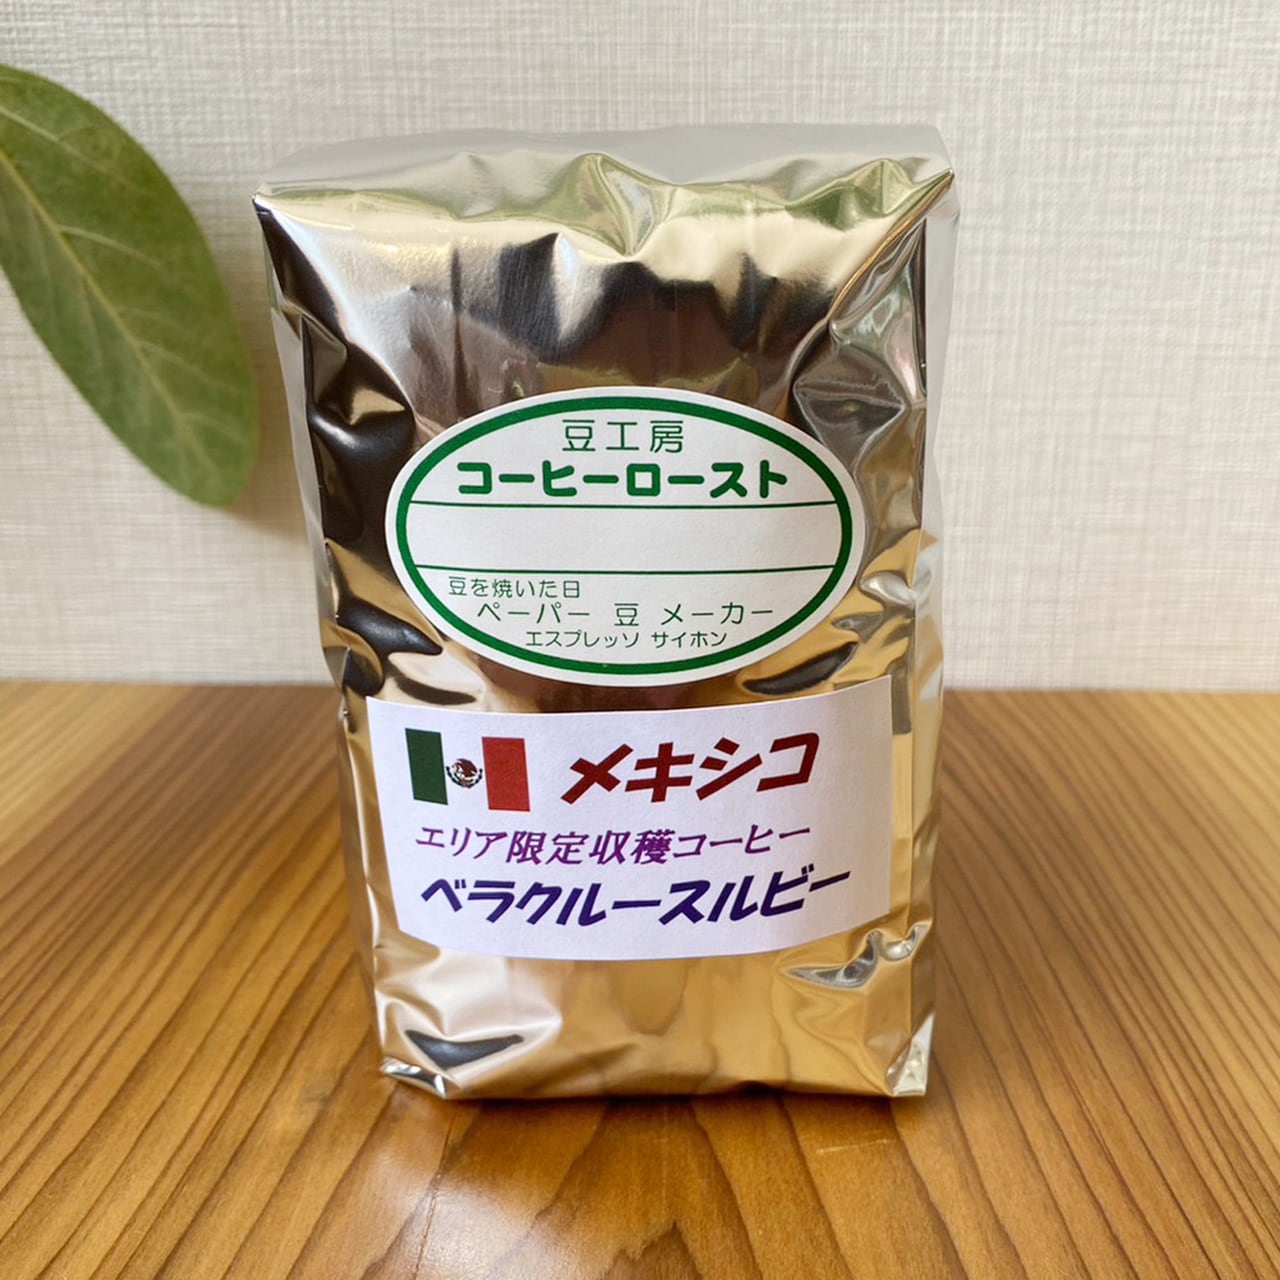 豆工房
コーヒーロースト
豆を焼いた日
ペーパー 豆 メーカー
エスプレッソ サイホン
メキシコ
エリア限定収穫コーヒー
ベラクルースルビー